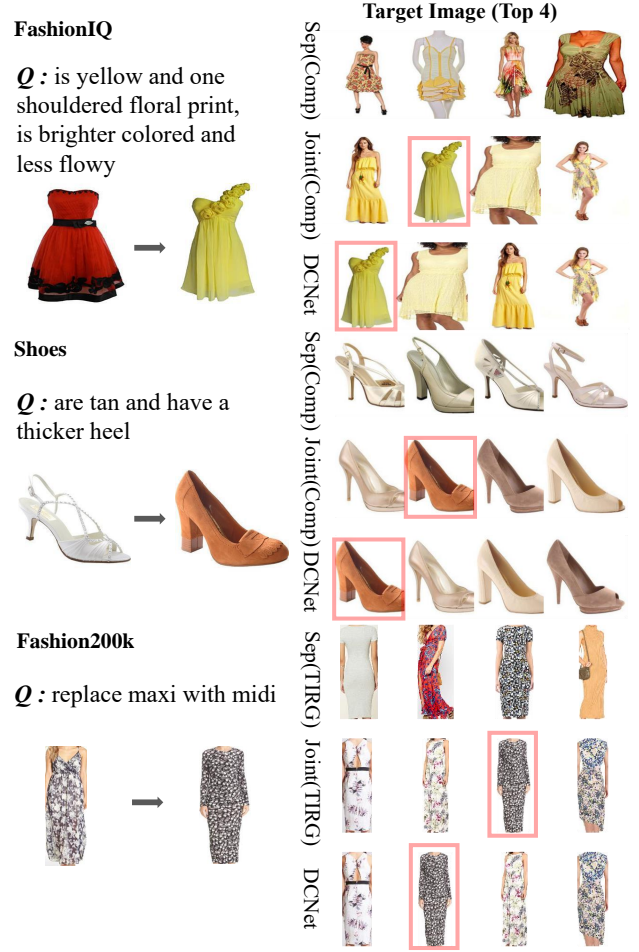 Target Image (Top 4)
FashionIQ
Q : is yellow and one
shouldered floral print,
is brighter colored and
less flowy
Sep(Comp)
Joint(Comp)
DCNet
Shoes
Q : are tan and have a
thicker heel
Sep(Comp)
Joint(Comp)
DCNet
Fashion200k
Q : replace maxi with midi
Sep(TIRG)
Joint(TIRG)
DCNet